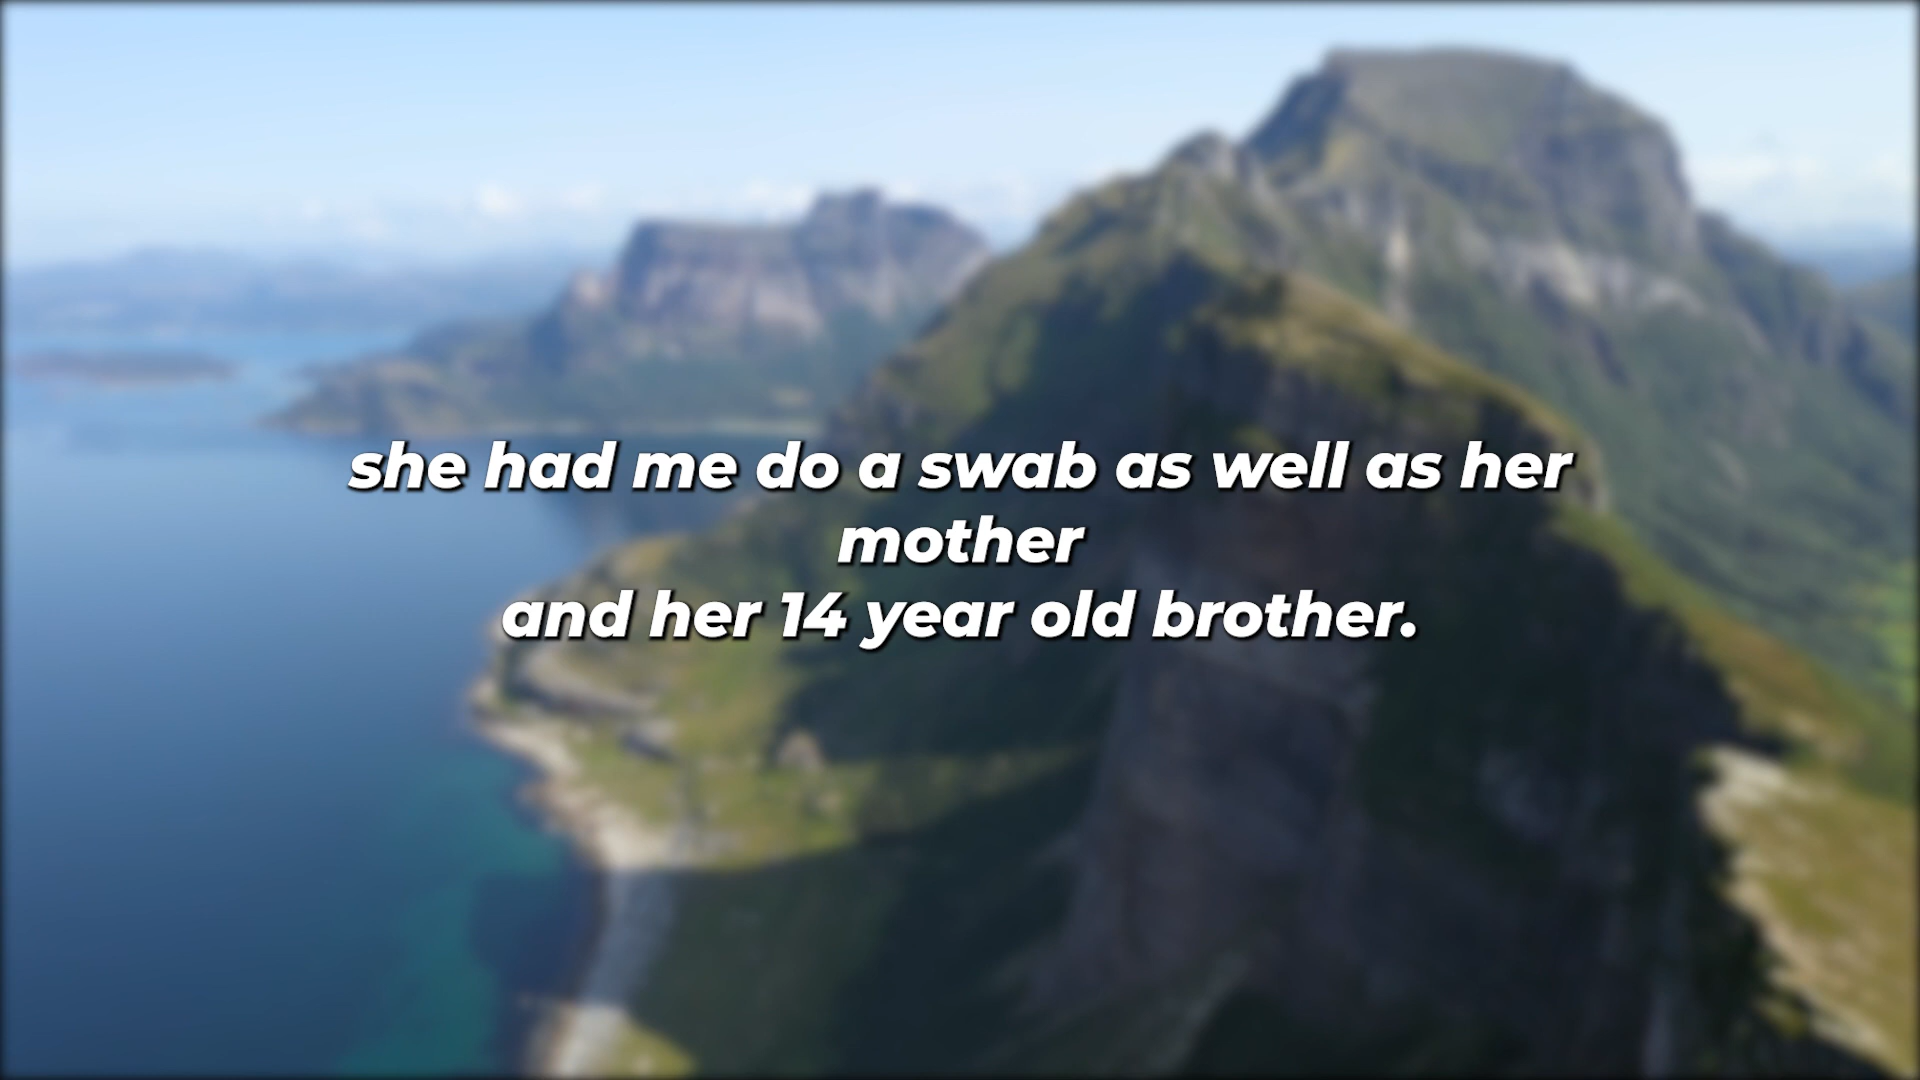 she had me do a swab as well as her
mother
and her 14 year old brother.